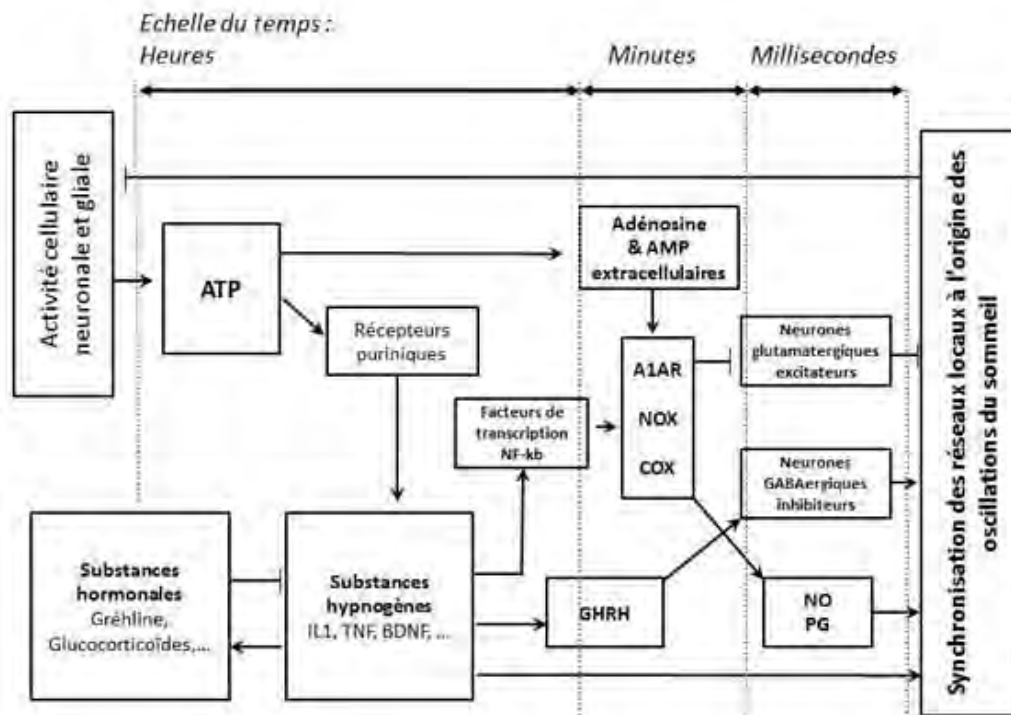 Echelle du temps :
Heures
Minutes
Millisecondes
Activité cellulaire
neuronale et gliale
ATP
Récepteurs
puriniques
Adénosine
& AMP
extracellulaires
Facteurs de
transcription
NF-kb
A1AR
NOX
COX
Neurones
glutamatergiques
excitateurs
Neurones
GABAergiques
inhibiteurs
Substances
hormonales
Gréhline,
Glucocorticoïdes,...
Substances
hypnogènes
IL1, TNF, BDNF, ...
GHRH
NO
PG
Synchronisation des réseaux locaux à l'origine des
oscillations du sommeil